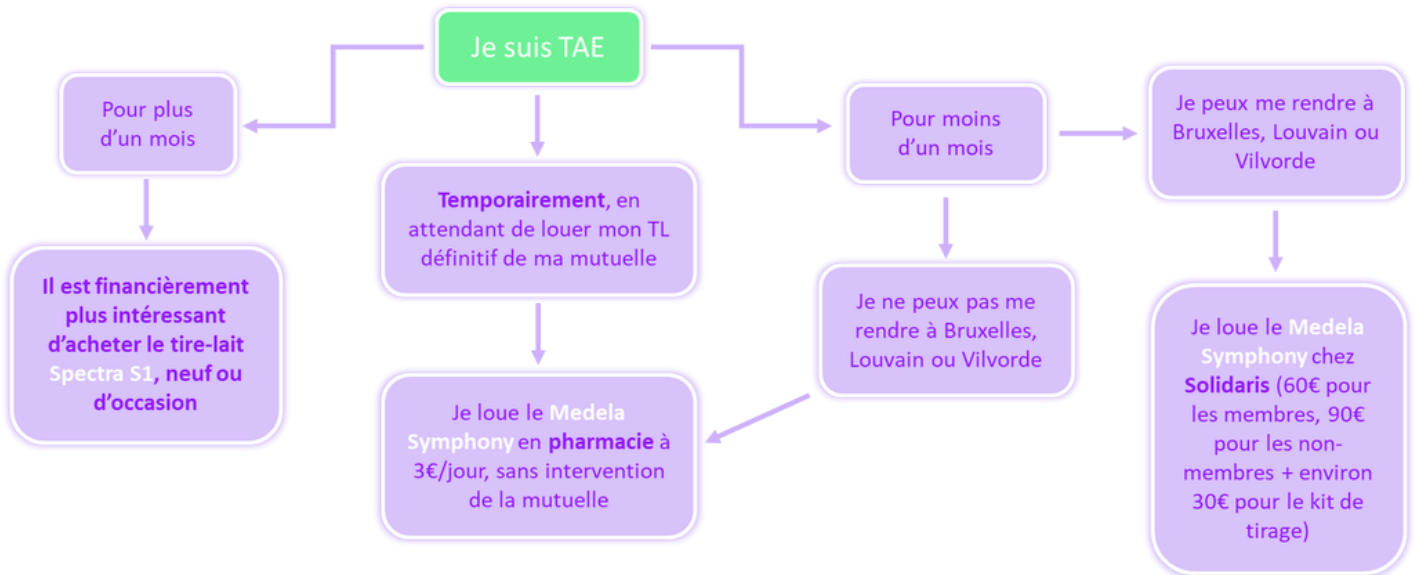 Je suis TAE
Pour plus
d'un mois
Il est financièrement
plus intéressant
d'acheter le tire-lait
Spectra S1, neuf ou
d'occasion
Temporairement, en
attendant de louer mon TL
définitif de ma mutuelle
Je loue le Medela
Symphony en pharmacie à
3€/jour, sans intervention
de la mutuelle
Pour moins
d'un mois
Je ne peux pas me
rendre à Bruxelles,
Louvain ou Vilvorde
Je peux me rendre à
Bruxelles, Louvain ou
Vilvorde
Je loue le Medela
Symphony chez
Solidaris (60€ pour
les membres, 90€
pour les non-
membres + environ
30€ pour le kit de
tirage)